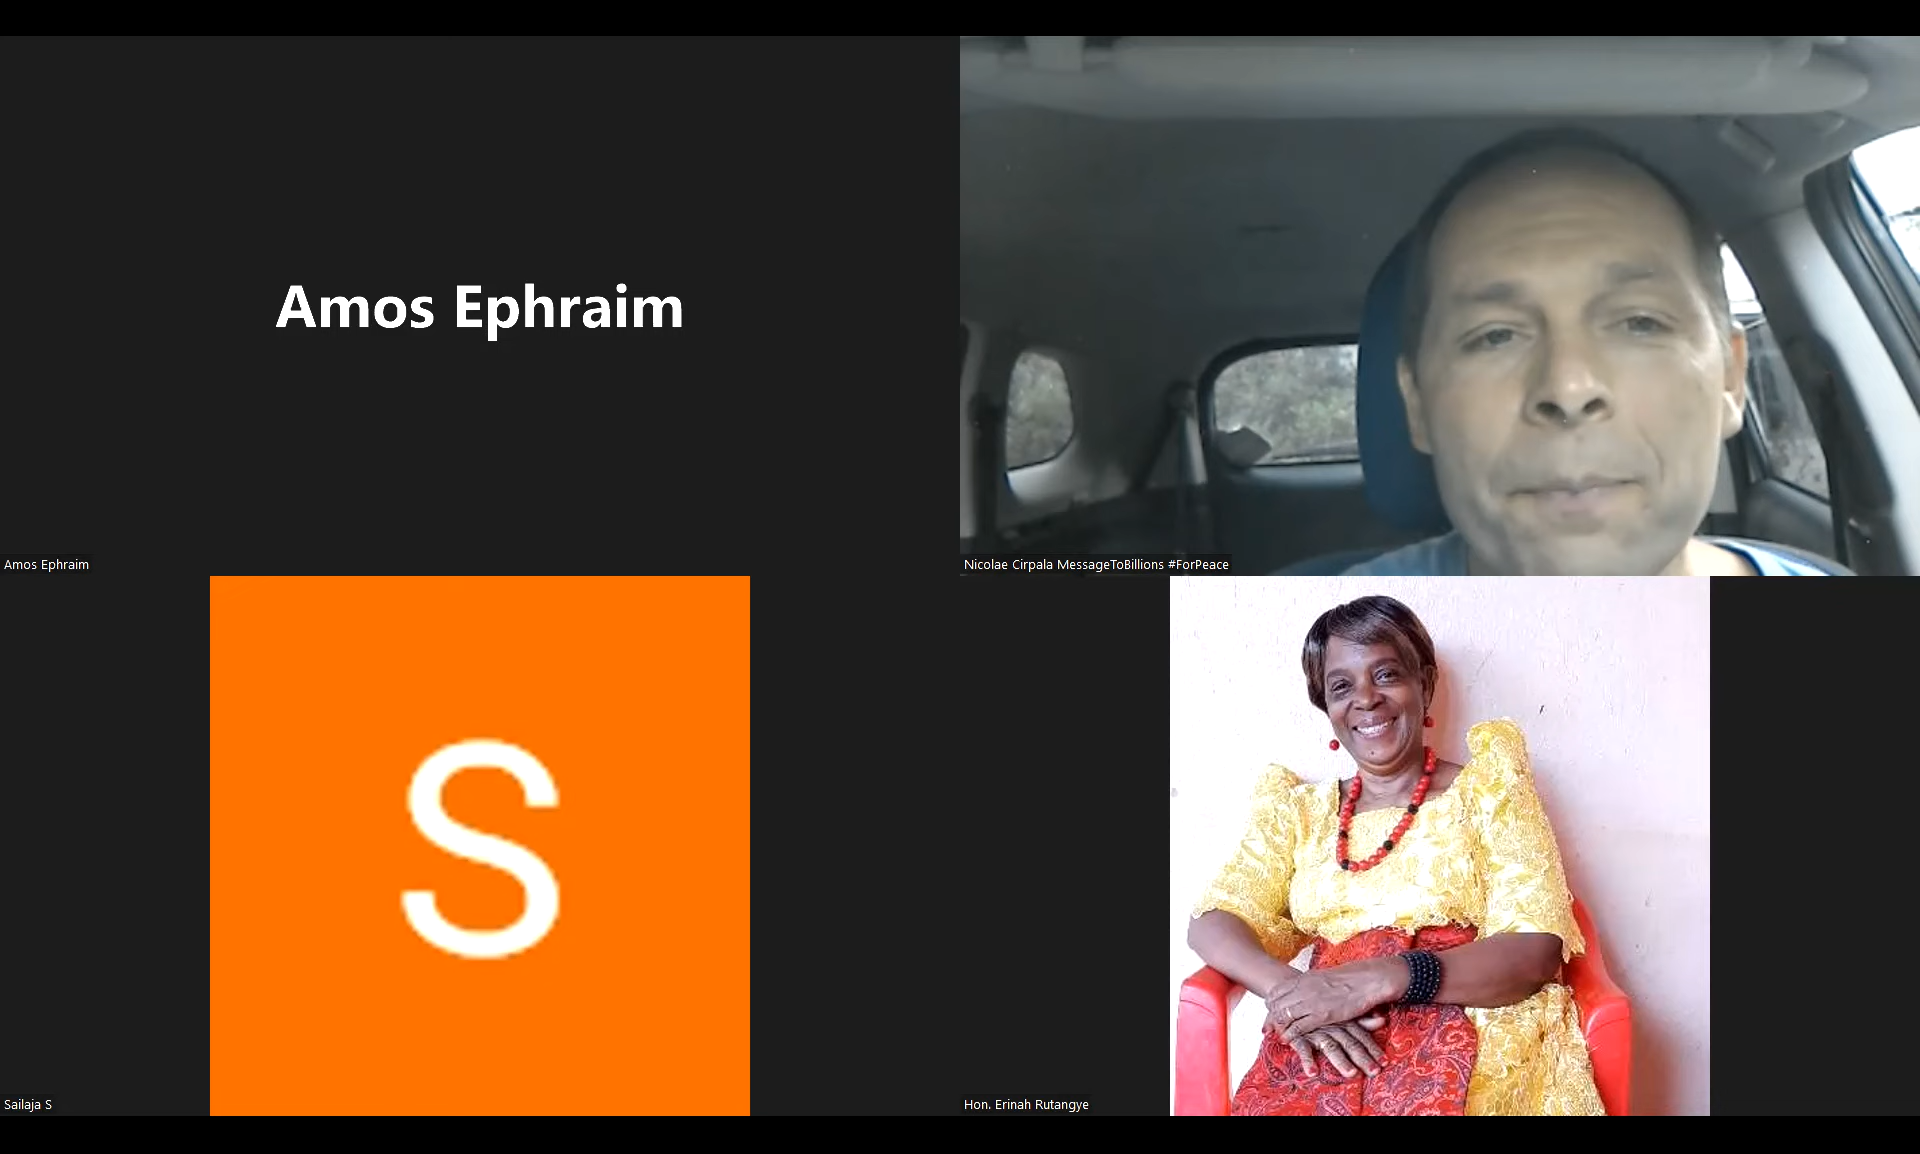 Amos Ephraim
Amos Ephraim
Nicolae Cirpala MessageToBillions #ForPeace
S
Sailaja S
Hon. Erinah Rutangye